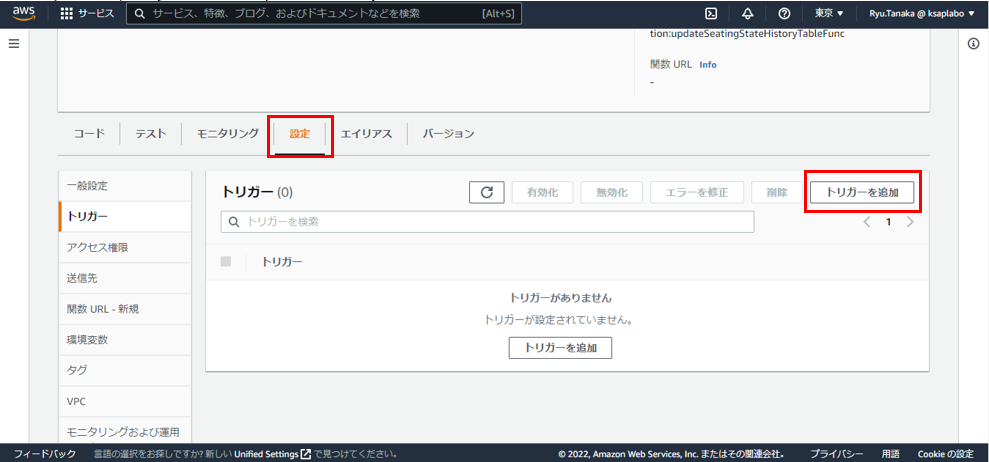 aws サービス サービス、特徴、ブログ、およびドキュメントなどを検索 [Alt+S] 東京 ▼ Ryu.Tanaka @ ksaplabo ▼
tion:updateSeatingStateHistoryTableFunc
関数 URL Info
-
コード テスト モニタリング 設定 エイリアス バージョン
一般設定
トリガー
アクセス権限
送信先
関数 URL - 新規
環境変数
タグ
VPC
モニタリングおよび運用
トリガー (0) 有効化 無効化 エラーを修正 削除 トリガーを追加
トリガーを検索 < 1 >
トリガー
トリガーがありません
トリガーが設定されていません。
トリガーを追加
フィードバック 言語の選択をお探しですか? 新しい Unified Settings で見つけてください。 © 2022, Amazon Web Services, Inc. またはその関連会社。 プライバシー 用語 Cookie の設定